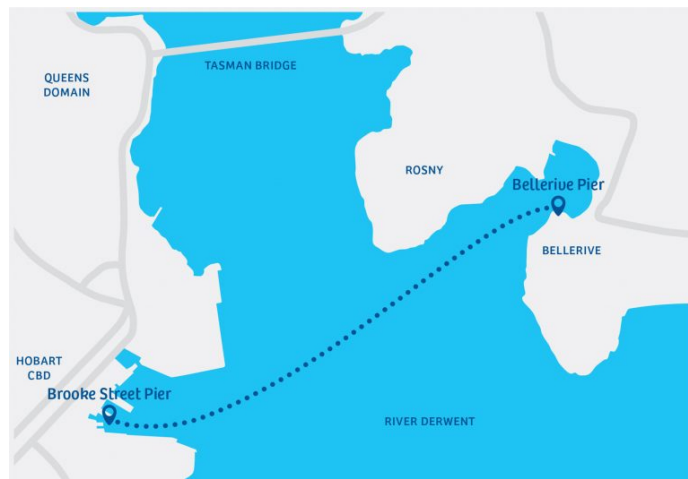 TASMAN BRIDGE
QUEENS
DOMAIN
ROSNY
Bellerive Pier
BELLERIVE
HOBART
CBD
Brooke Street Pier
RIVER DERWENT